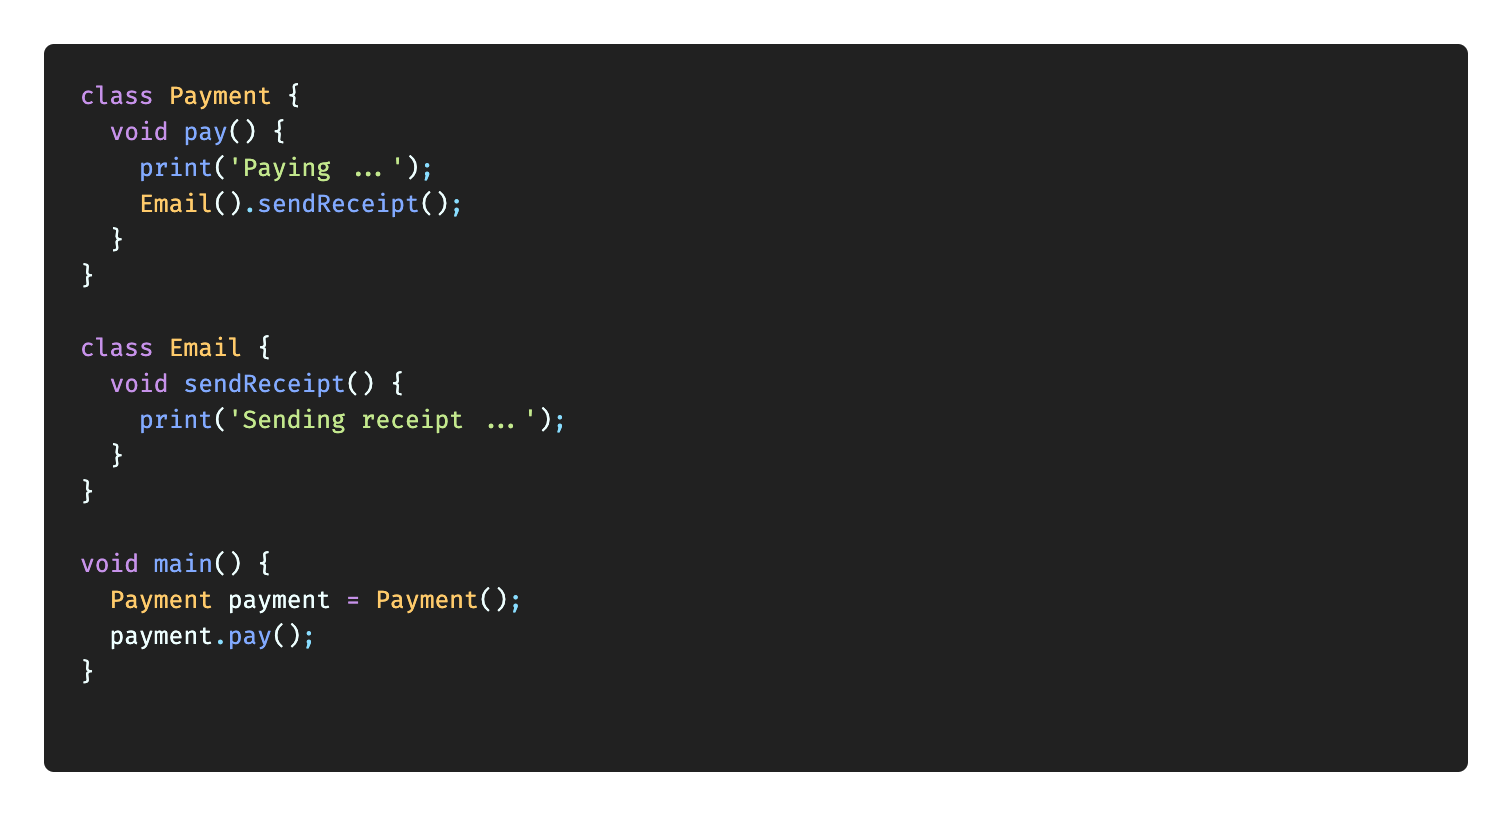 class Payment {
  void pay() {
    print('Paying ...');
    Email().sendReceipt();
  }
}

class Email {
  void sendReceipt() {
    print('Sending receipt ...');
  }
}

void main() {
  Payment payment = Payment();
  payment.pay();
}